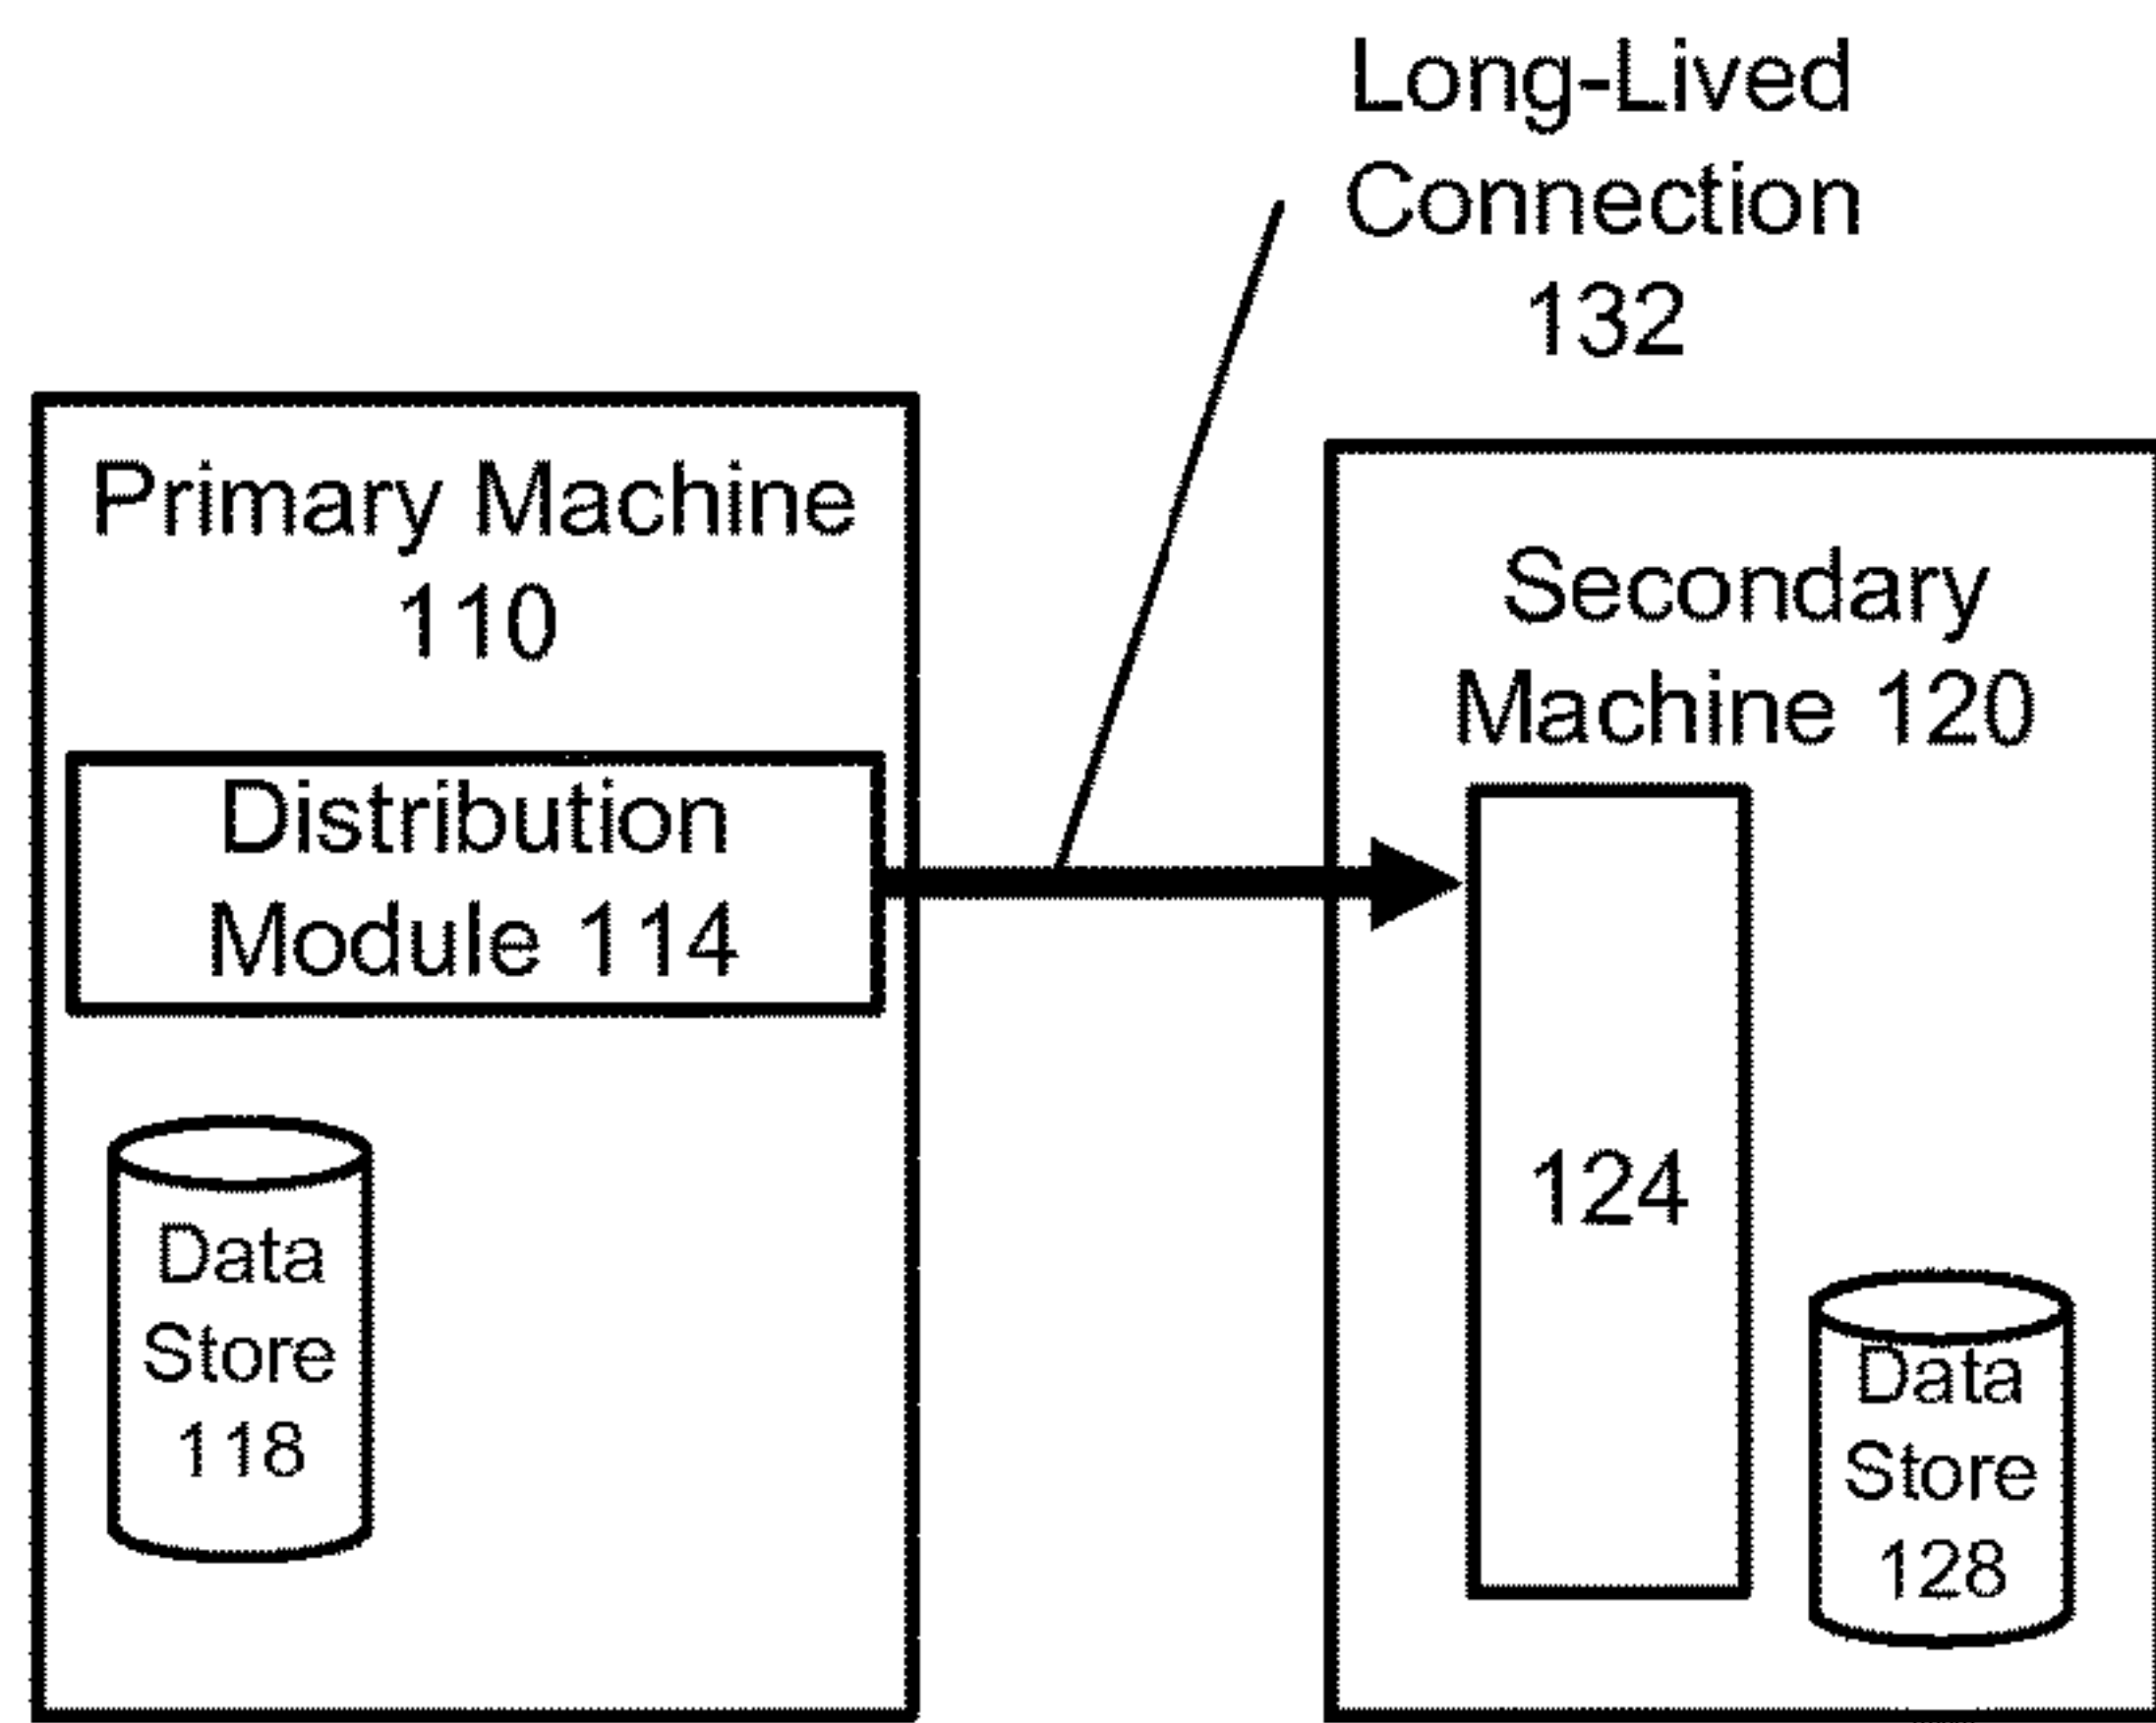 Long-Lived
Connection
132
Primary Machine
110
Distribution
Module 114
Data
Store
118
Secondary
Machine 120
124
Data
Store
128